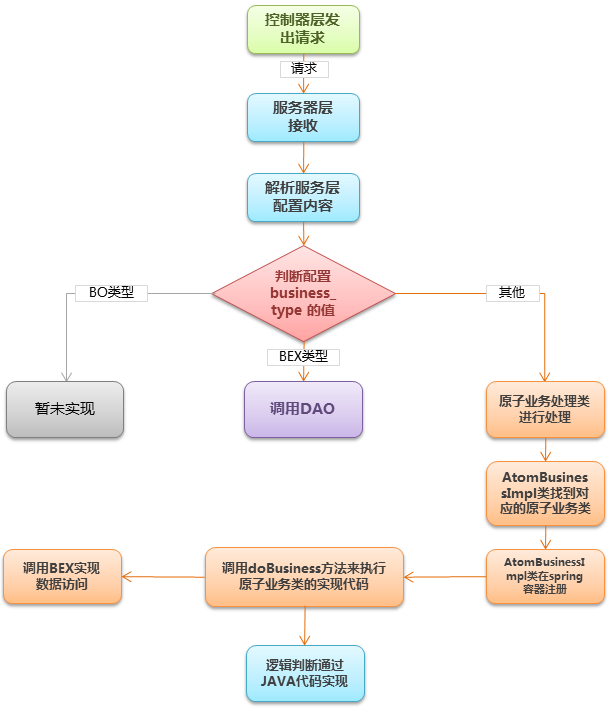 控制器层发
出请求
请求
服务器层
接收
解析服务层
配置内容
判断配置
business_
type 的值
BO类型
其他
BEX类型
暂未实现
调用DAO
原子业务处理类
进行处理
AtomBusines
sImpl类找到对
应的原子业务类
AtomBusinessI
mpl类在spring
容器注册
调用doBusiness方法来执行
原子业务类的实现代码
调用BEX实现
数据访问
逻辑判断通过
JAVA代码实现